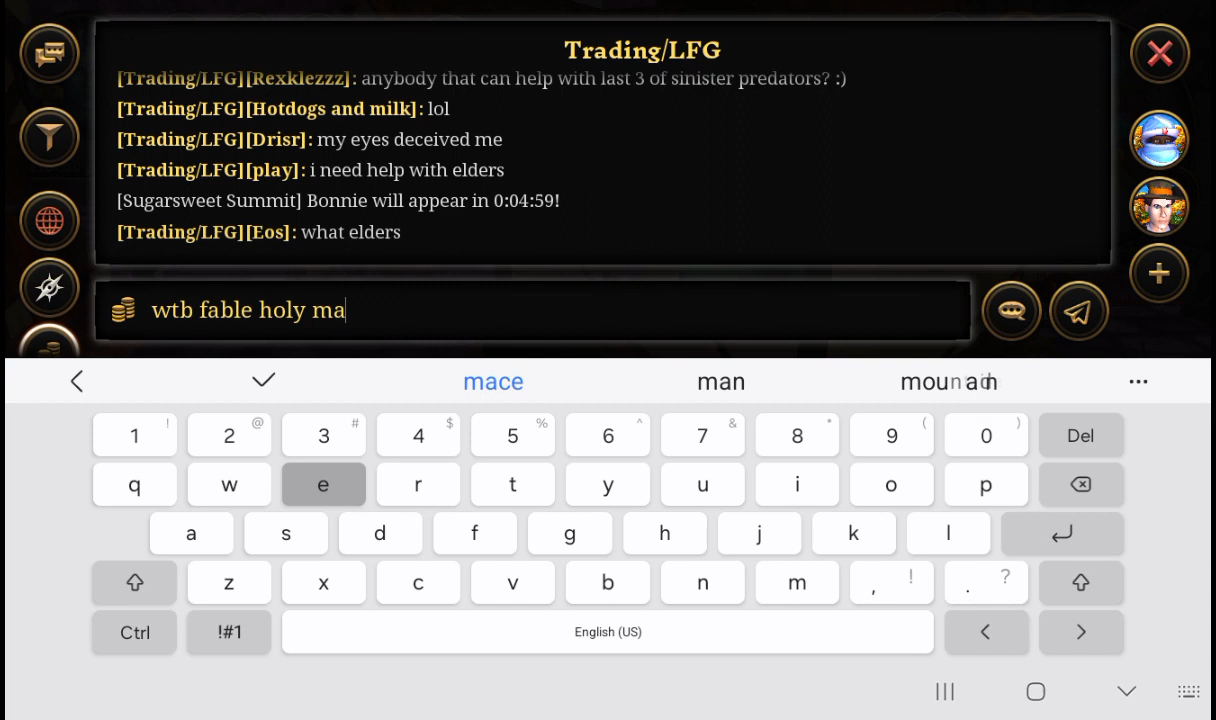 Trading/LFG
[Trading/LFG][Rexklezzz]: anybody that can help with last 3 of sinister predators? :)
[Trading/LFG][Hotdogs and milk]: lol
[Trading/LFG][Drisr]: my eyes deceived me
[Trading/LFG][play]: i need help with elders
[Sugarsweet Summit] Bonnie will appear in 0:04:59!
[Trading/LFG][Eos]: what elders
wtb fable holy ma
mace man
1 ! 2 @ 3 # 4 $ 5 % 6 ^ 7 & 8 * 9 ( 0 ) Del
q w e r t y u i o p
a s d f g h j k l
z x c v b n m , ! . ?
Ctrl !#1 English (US) < >